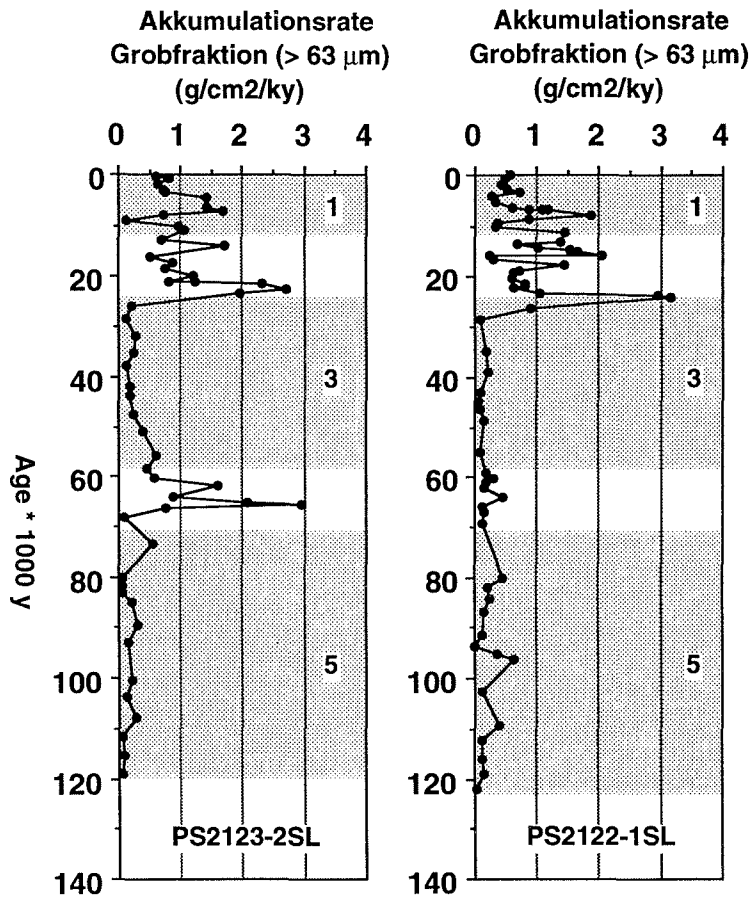 Akkumulationsrate
Grobfraktion (> 63 µm)
(g/cm2/ky)
0 1 2 3 4
0
20
40
60
80
100
120
140
Age * 1000 y
1
3
5
PS2123-2SL
Akkumulationsrate
Grobfraktion (> 63 µm)
(g/cm2/ky)
0 1 2 3 4
0
20
40
60
80
100
120
140
1
3
5
PS2122-1SL